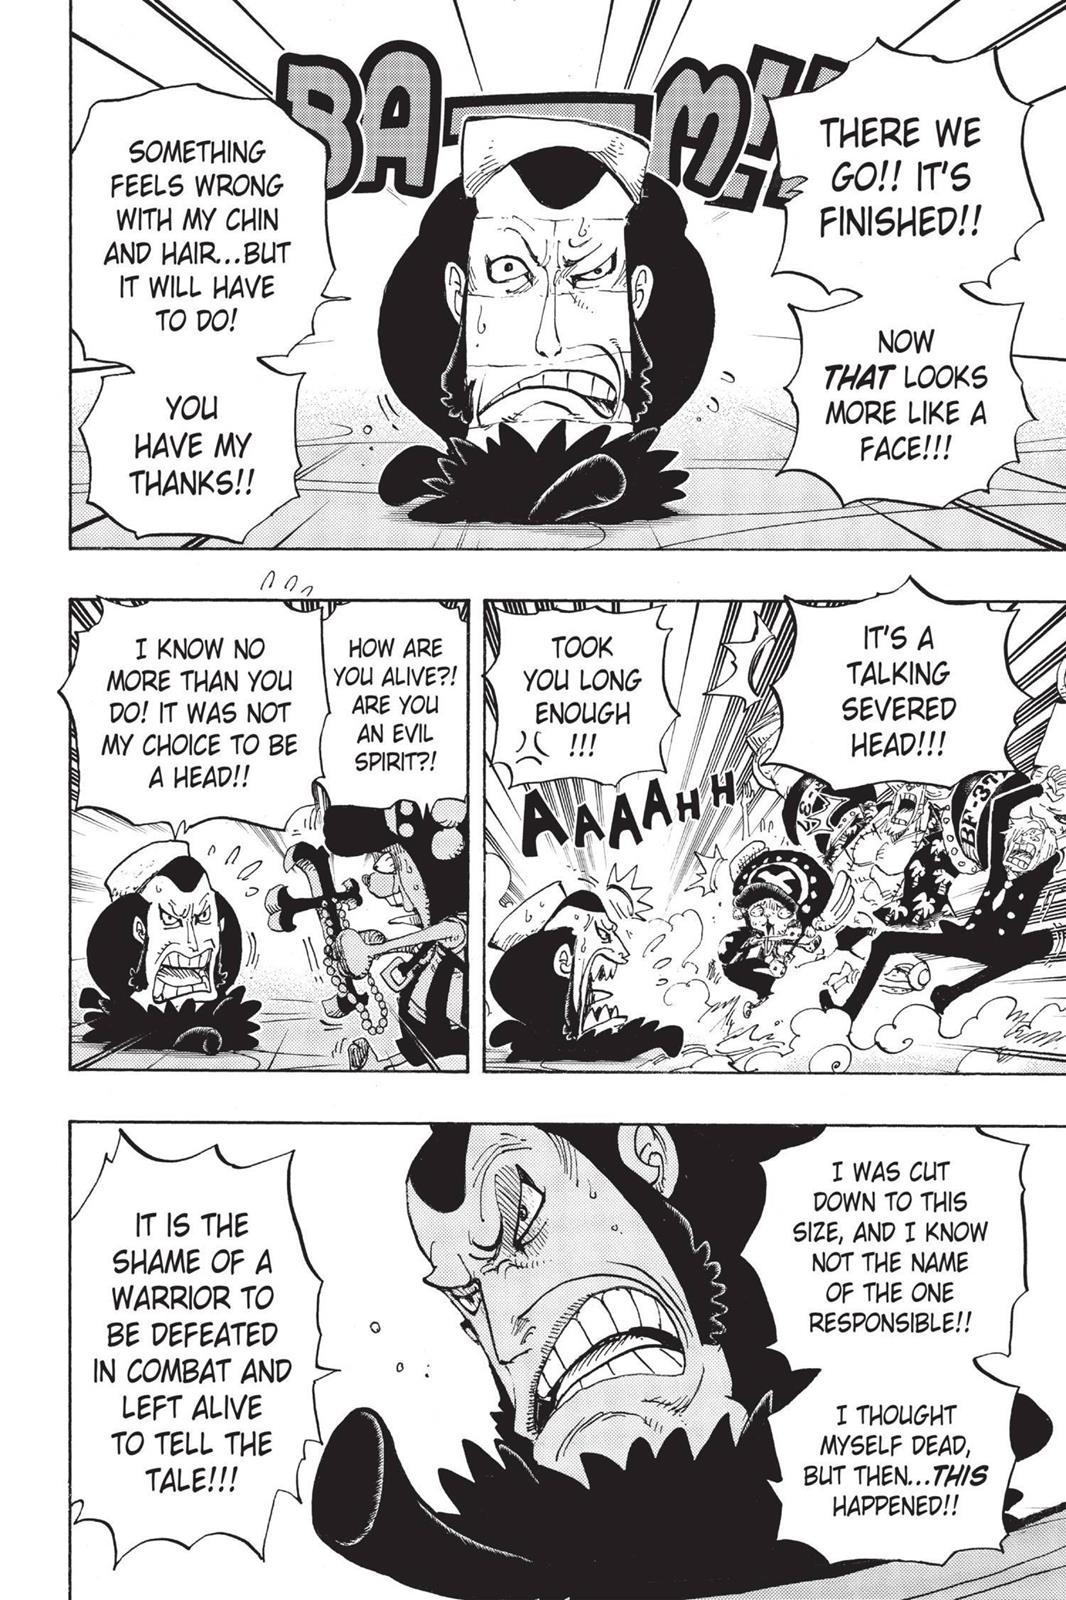 BA-M!!
THERE WE
GO!! IT'S
FINISHED!!
NOW
THAT LOOKS
MORE LIKE A
FACE!!!
SOMETHING
FEELS WRONG
WITH MY CHIN
AND HAIR...BUT
IT WILL HAVE
TO DO!
YOU
HAVE MY
THANKS!!
IT'S A
TALKING
SEVERED
HEAD!!!
BF-37
TOOK
YOU LONG
ENOUGH
!!!
AAAAAHH
HOW ARE
YOU ALIVE?!
ARE YOU
AN EVIL
SPIRIT?!
I KNOW NO
MORE THAN YOU
DO! IT WAS NOT
MY CHOICE TO BE
A HEAD!!
I WAS CUT
DOWN TO THIS
SIZE, AND I KNOW
NOT THE NAME
OF THE ONE
RESPONSIBLE!!
I THOUGHT
MYSELF DEAD,
BUT THEN...THIS
HAPPENED!!
IT IS THE
SHAME OF A
WARRIOR TO
BE DEFEATED
IN COMBAT AND
LEFT ALIVE
TO TELL THE
TALE!!!